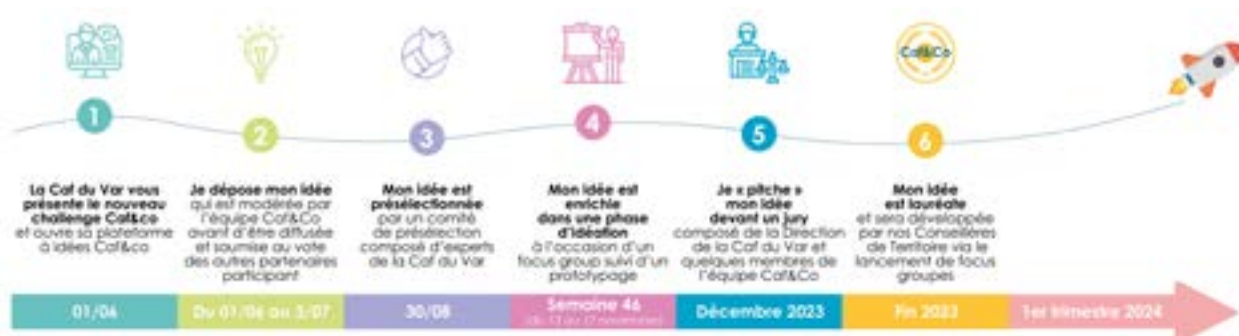 Caf&Co
1
2
3
4
5
6
La Caf du Var vous
présente le nouveau
challenge Caf&co
et ouvre sa plateforme
à idées Caf&co
Je dépose mon idée
qui est modérée par
l'équipe Caf&Co
avant d'être diffusée
et soumise au vote
des autres partenaires
participant
Mon idée est
présélectionnée
par un comité
de présélection
composé d'experts
de la Caf du Var
Mon idée est
enrichie
dans une phase
d'idéation
à l'occasion d'un
focus group suivi d'un
prototypage
Je « pitche »
mon idée
devant un jury
composé de la Direction
de la Caf du Var et
quelques membres de
l'équipe Caf&Co
Mon idée
est lauréate
et sera développée
par nos Conseillères
de Territoire via le
lancement de focus
groupes
01/06
Du 01/06 au 3/07
30/08
Semaine 46
(du 13 au 17 novembre)
Décembre 2023
Fin 2023
1er trimestre 2024